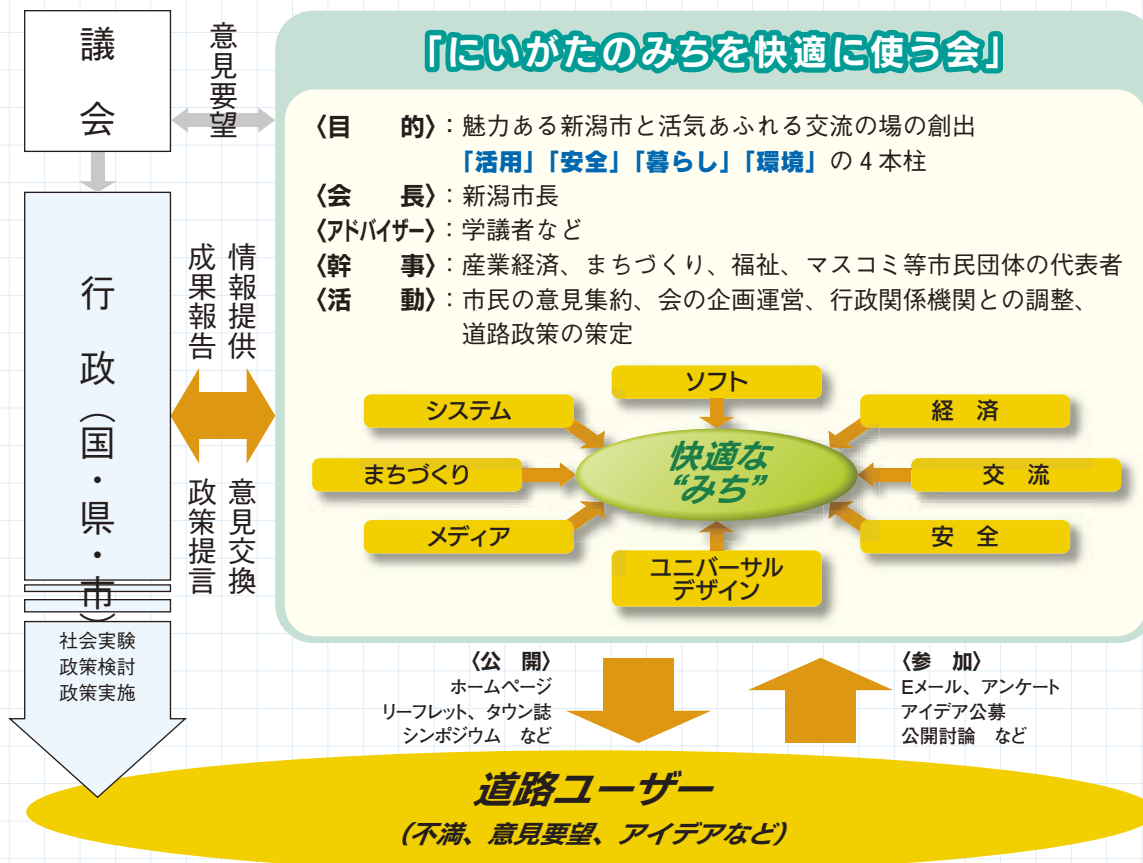 議会
意見要望
「にいがたのみちを快適に使う会」
〈目　的〉：魅力ある新潟市と活気あふれる交流の場の創出
「活用」「安全」「暮らし」「環境」の4本柱
〈会　長〉：新潟市長
〈アドバイザー〉：学議者など
〈幹　事〉：産業経済、まちづくり、福祉、マスコミ等市民団体の代表者
〈活　動〉：市民の意見集約、会の企画運営、行政関係機関との調整、
道路政策の策定
行政（国・県・市）
情報提供
成果報告
意見交換
政策提言
ソフト
システム
経　済
まちづくり
快適な
“みち”
交　流
メディア
安　全
ユニバーサル
デザイン
社会実験
政策検討
政策実施
〈公　開〉
ホームページ
リーフレット、タウン誌
シンポジウム　など
〈参　加〉
Eメール、アンケート
アイデア公募
公開討論　など
道路ユーザー
（不満、意見要望、アイデアなど）